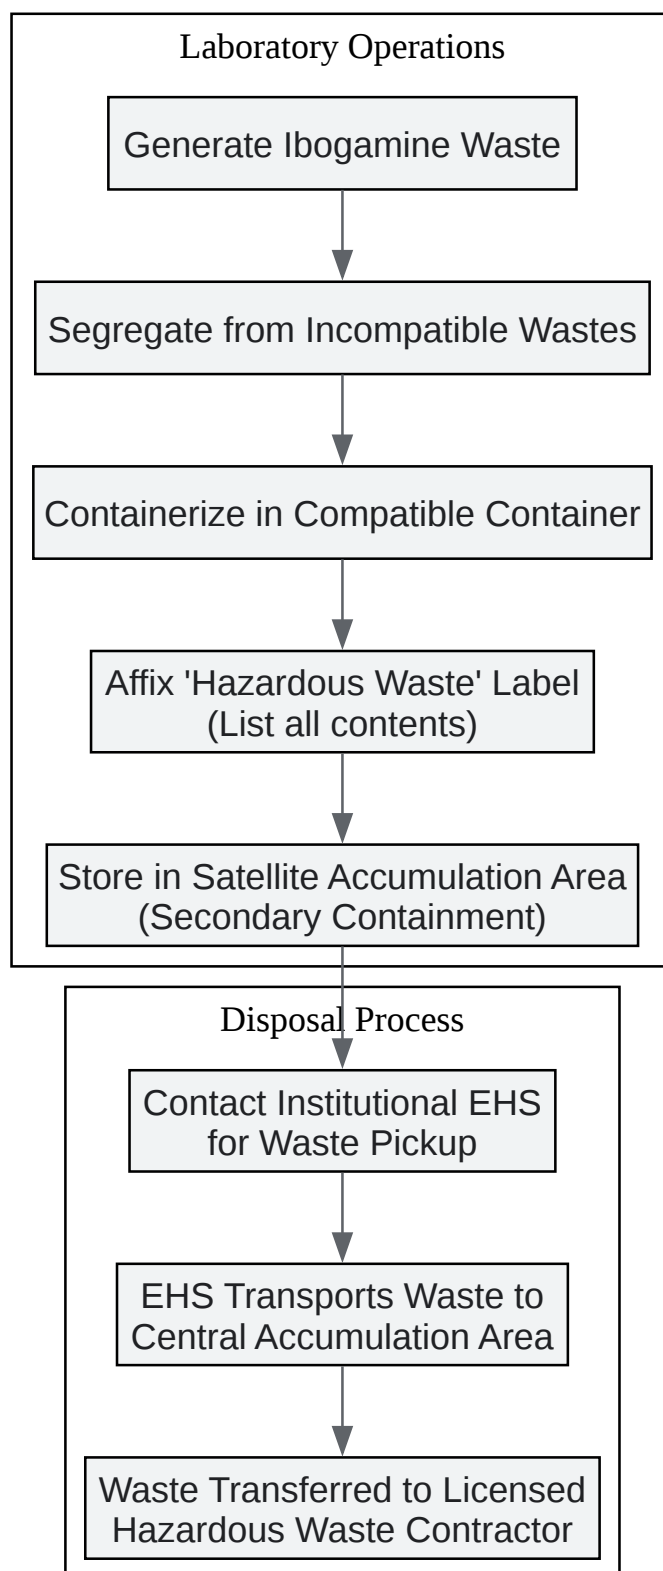 Laboratory Operations
Generate Ibogamine Waste
Segregate from Incompatible Wastes
Containerize in Compatible Container
Affix 'Hazardous Waste' Label
(List all contents)
Store in Satellite Accumulation Area
(Secondary Containment)
Disposal Process
Contact Institutional EHS
for Waste Pickup
EHS Transports Waste to
Central Accumulation Area
Waste Transferred to Licensed
Hazardous Waste Contractor